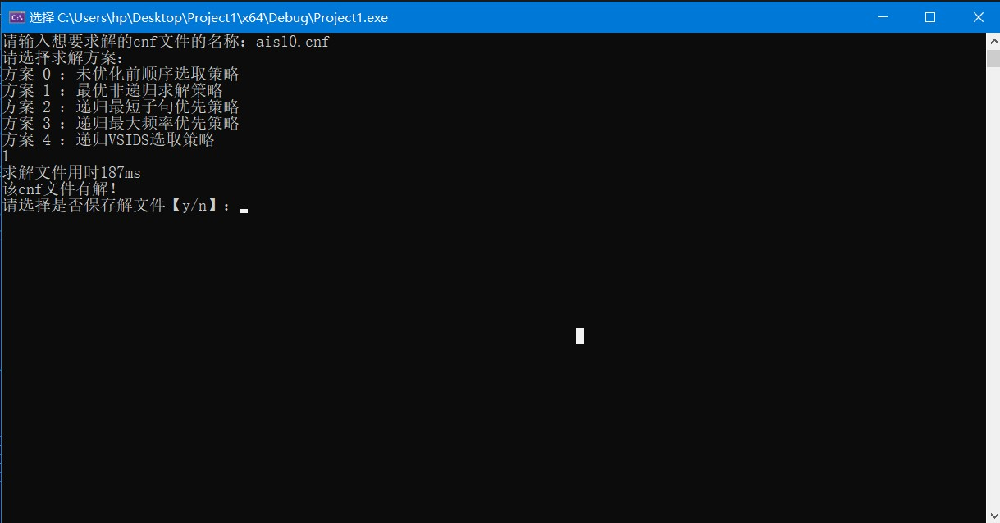 选择 C:\Users\hp\Desktop\Project1\x64\Debug\Project1.exe
请输入想要求解的cnf文件的名称：ais10.cnf
请选择求解方案：
方案 0 ：未优化前顺序选取策略
方案 1 ：最优非递归求解策略
方案 2 ：递归最短子句优先策略
方案 3 ：递归最大频率优先策略
方案 4 ：递归VSIDS选取策略
1
求解文件用时187ms
该cnf文件有解！
请选择是否保存解文件【y/n】：